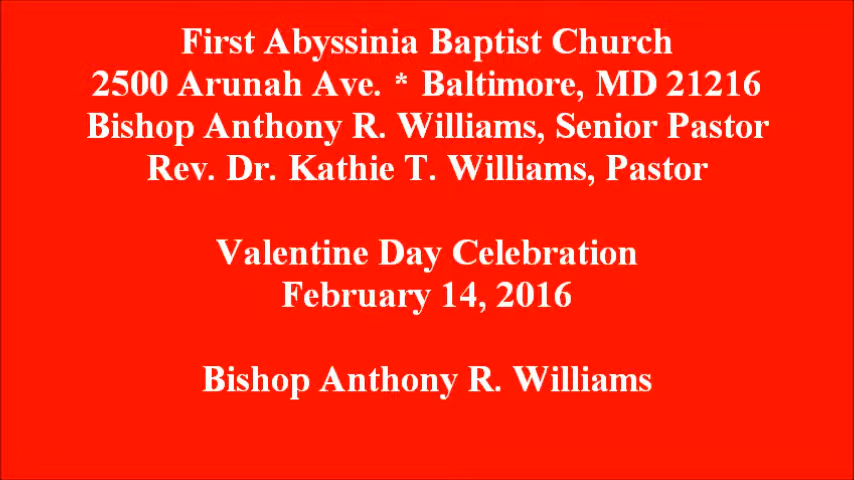 First Abyssinia Baptist Church
2500 Arunah Ave. * Baltimore, MD 21216
Bishop Anthony R. Williams, Senior Pastor
Rev. Dr. Kathie T. Williams, Pastor
Valentine Day Celebration
February 14, 2016
Bishop Anthony R. Williams